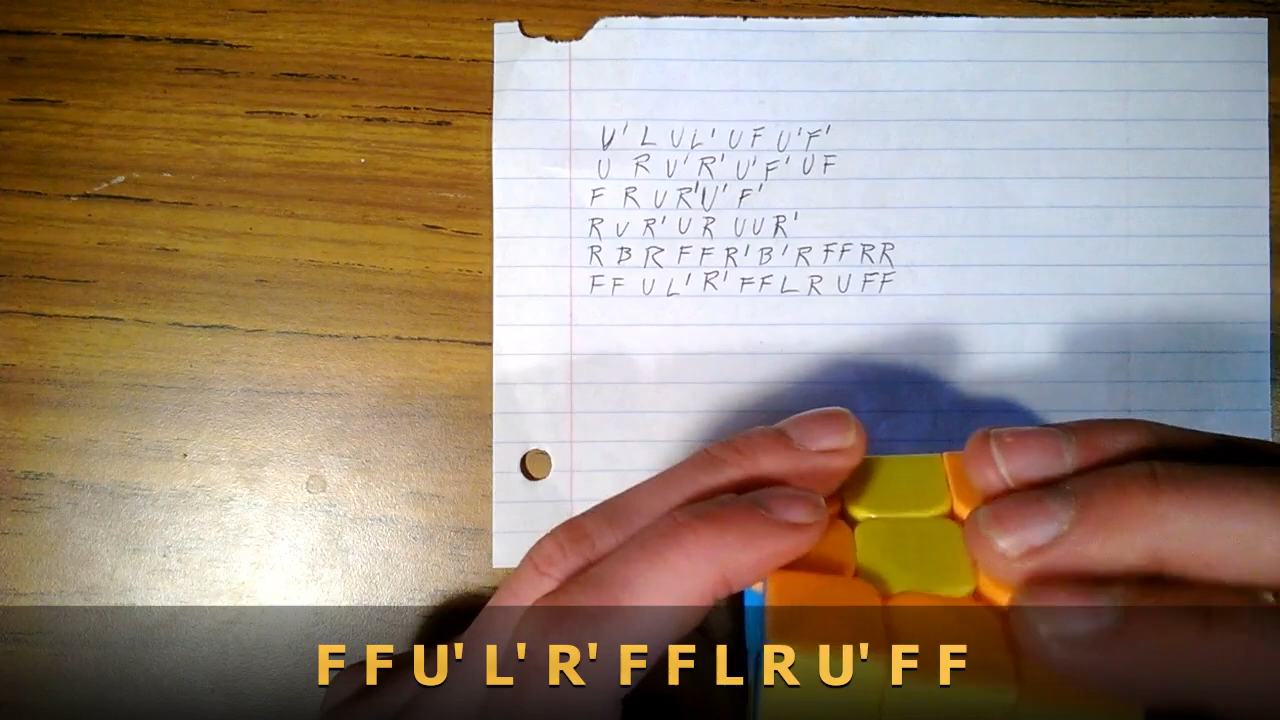 U' L U L' U F U' F'
U R U' R' U' F' U F
F R U R' U' F'
R U R' U R U U R'
R B R F F R' B' R F F R R
F F U L' R' F F L R U F F
F F U' L' R' F F L R U' F F